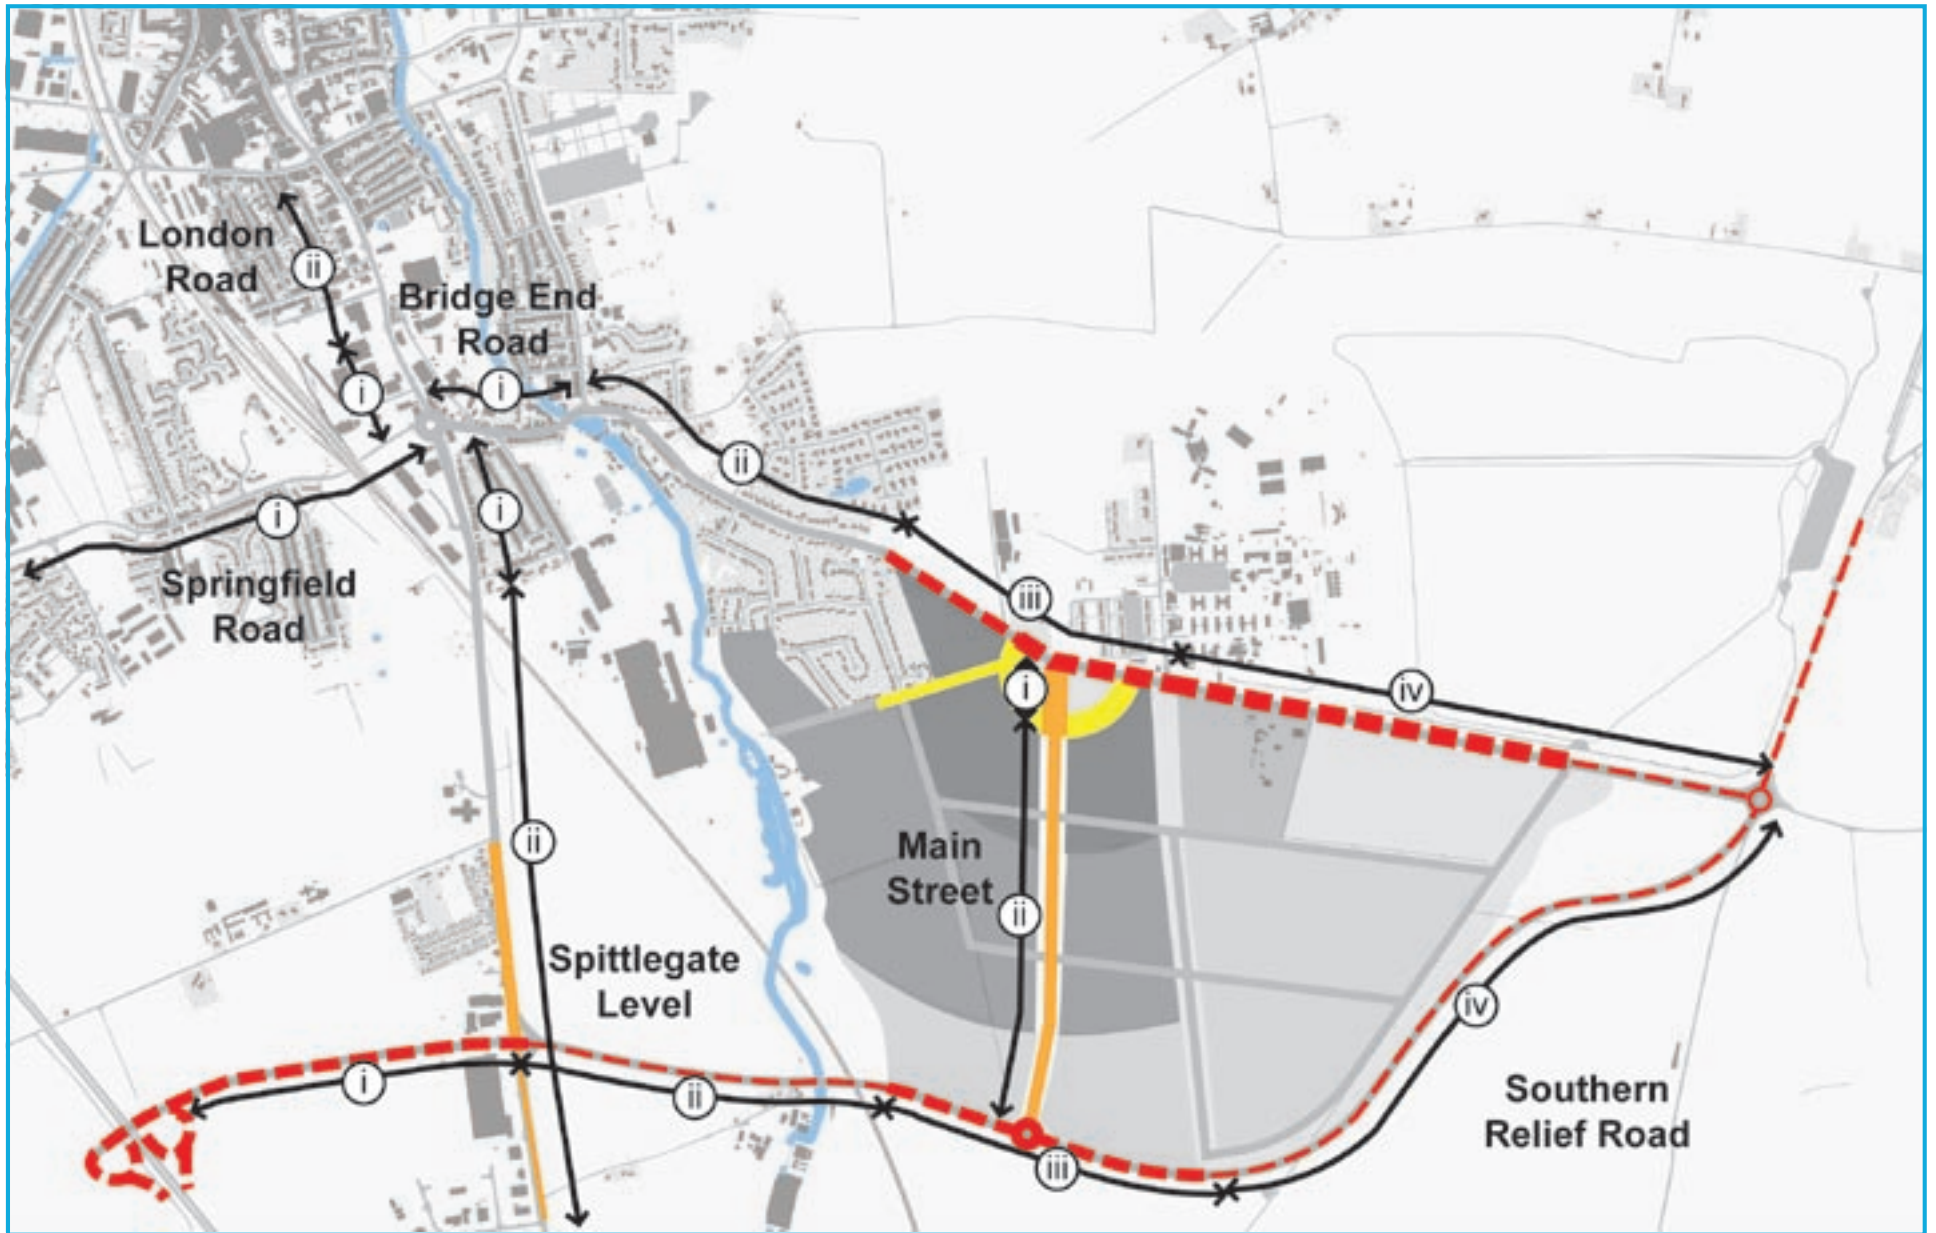 London
Road
ii
Bridge End
Road
i
i
ii
i
i
Springfield
Road
iii
i
iv
ii
Main
Street
ii
Spittlegate
Level
iv
i
ii
Southern
Relief Road
iii